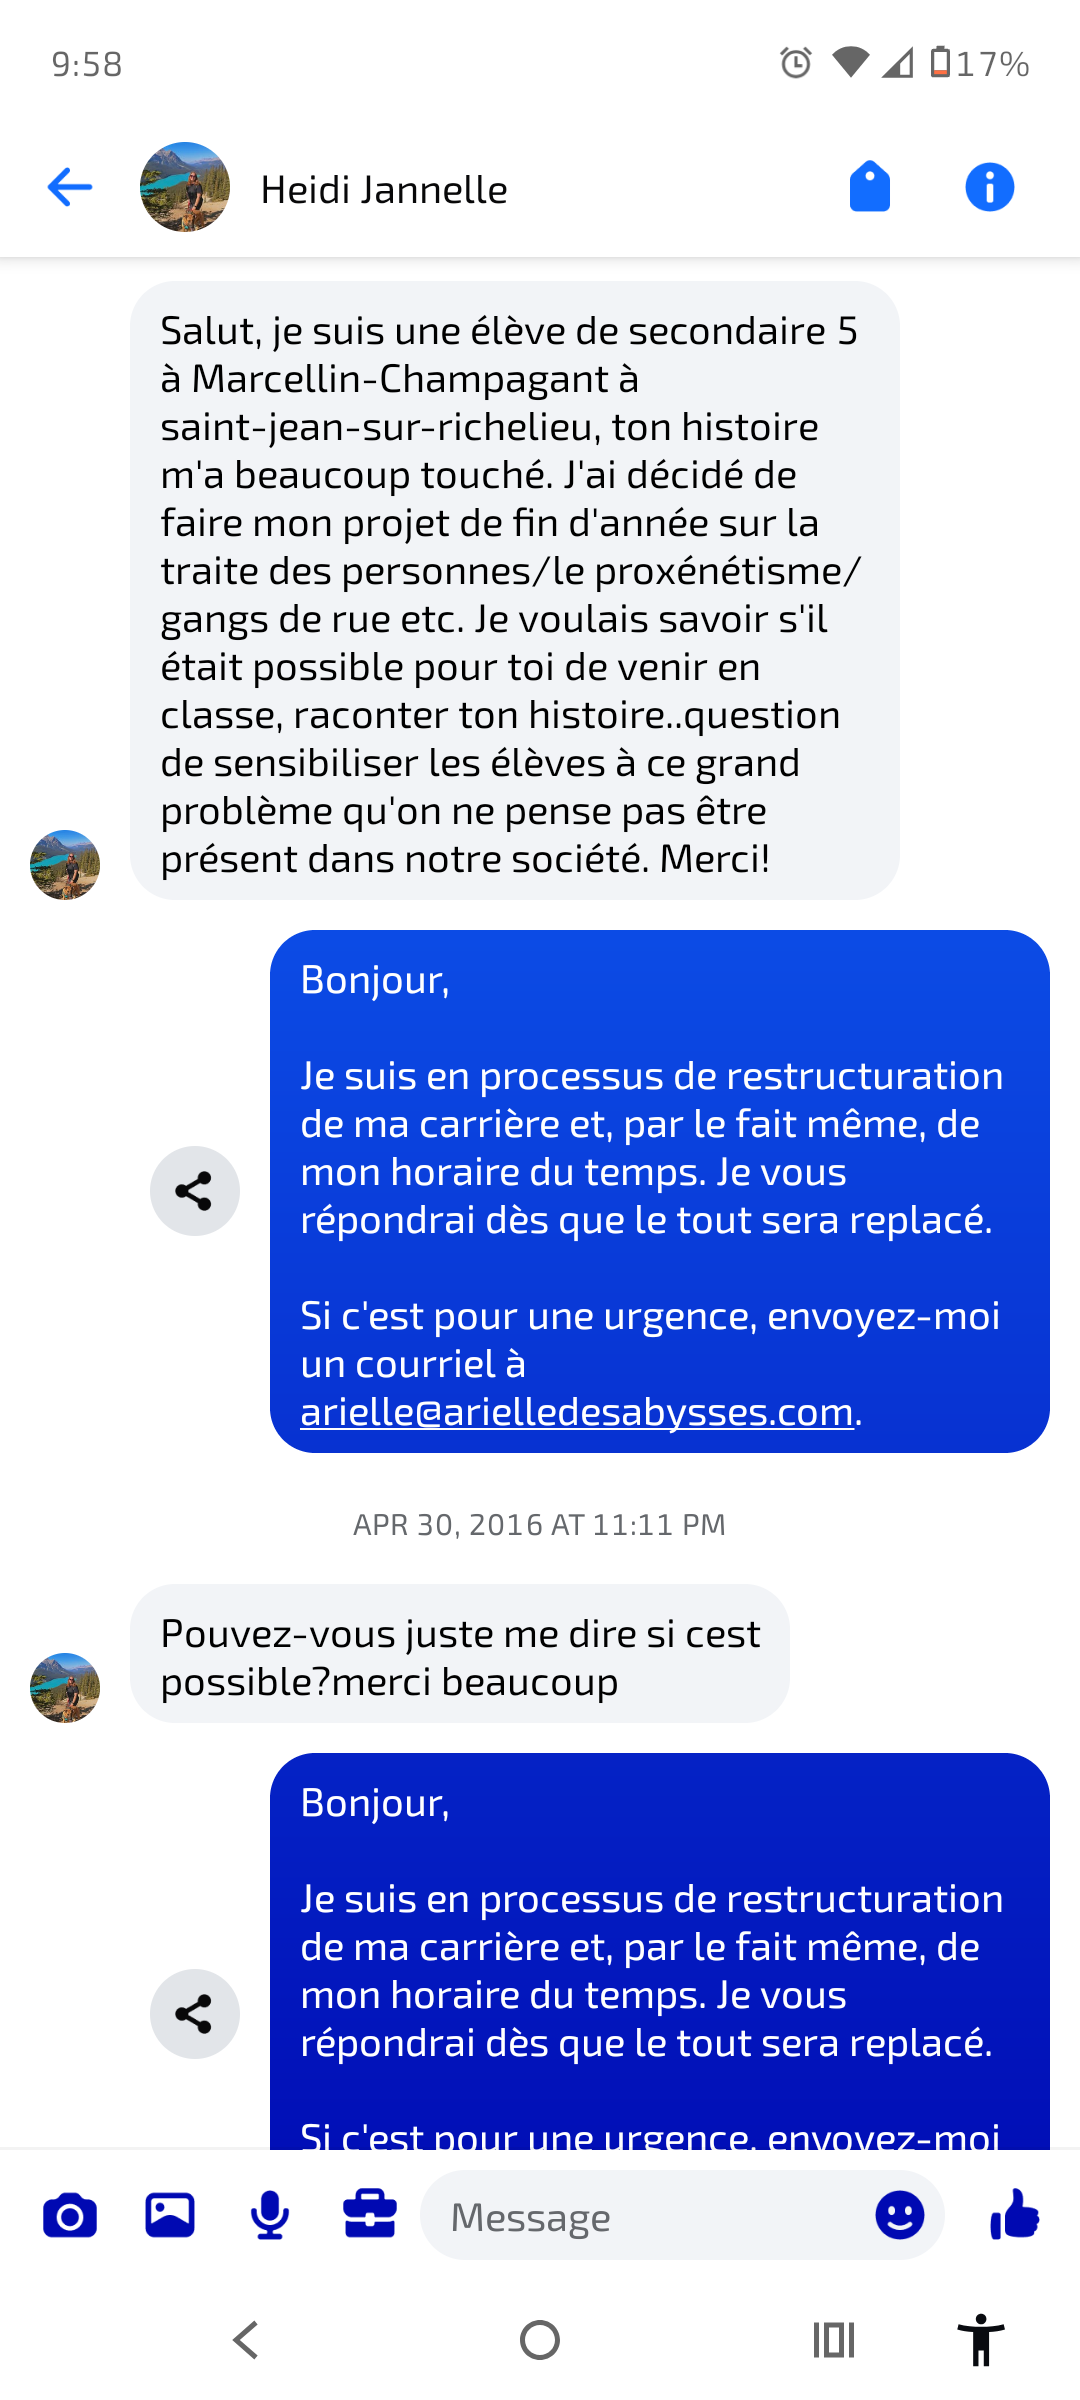 9:58
17%
Heidi Jannelle
Salut, je suis une élève de secondaire 5
à Marcellin-Champagant à
saint-jean-sur-richelieu, ton histoire
m'a beaucoup touché. J'ai décidé de
faire mon projet de fin d'année sur la
traite des personnes/le proxénétisme/
gangs de rue etc. Je voulais savoir s'il
était possible pour toi de venir en
classe, raconter ton histoire..question
de sensibiliser les élèves à ce grand
problème qu'on ne pense pas être
présent dans notre société. Merci!
Bonjour,
Je suis en processus de restructuration
de ma carrière et, par le fait même, de
mon horaire du temps. Je vous
répondrai dès que le tout sera replacé.
Si c'est pour une urgence, envoyez-moi
un courriel à
arielle@arielledesabysses.com.
APR 30, 2016 AT 11:11 PM
Pouvez-vous juste me dire si cest
possible?merci beaucoup
Bonjour,
Je suis en processus de restructuration
de ma carrière et, par le fait même, de
mon horaire du temps. Je vous
répondrai dès que le tout sera replacé.
Si c'est pour une urgence, envoyez-moi
Message